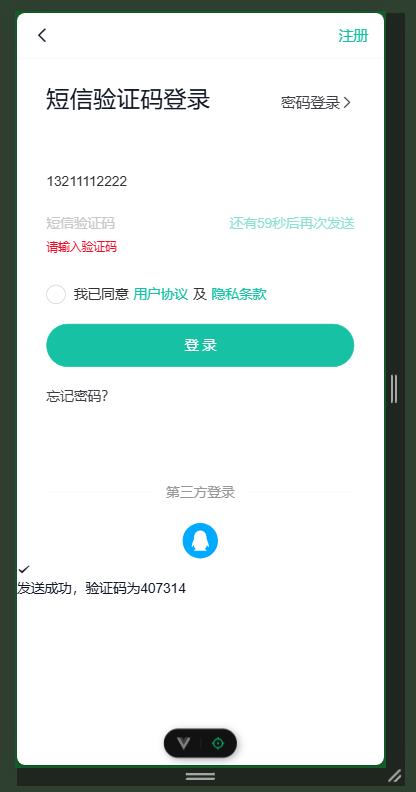 注册
短信验证码登录
密码登录
13211112222
短信验证码 还有59秒后再次发送
请输入验证码
我已同意 用户协议 及 隐私条款
登 录
忘记密码?
第三方登录
发送成功，验证码为407314